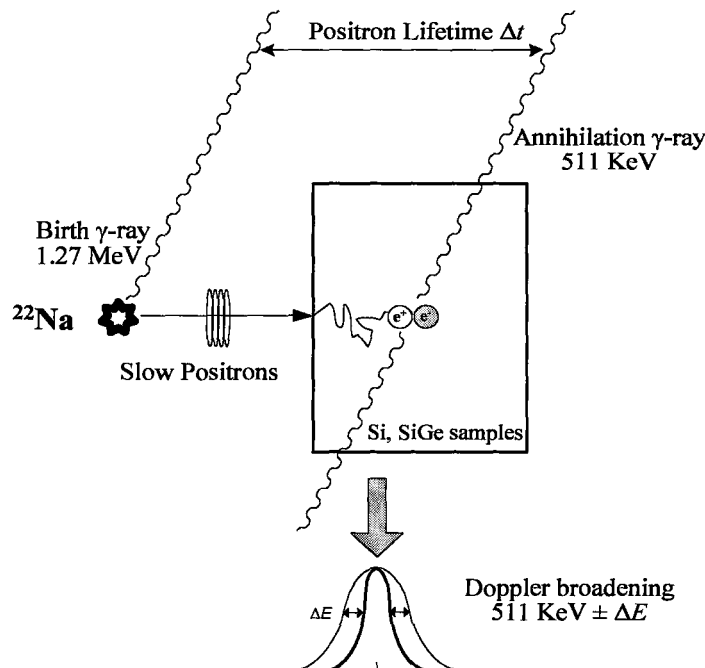 Positron Lifetime Δt
Annihilation γ-ray
511 KeV
Birth γ-ray
1.27 MeV
²²Na
e⁺
e⁻
Slow Positrons
Si, SiGe samples
Doppler broadening
511 KeV ± ΔE
ΔE